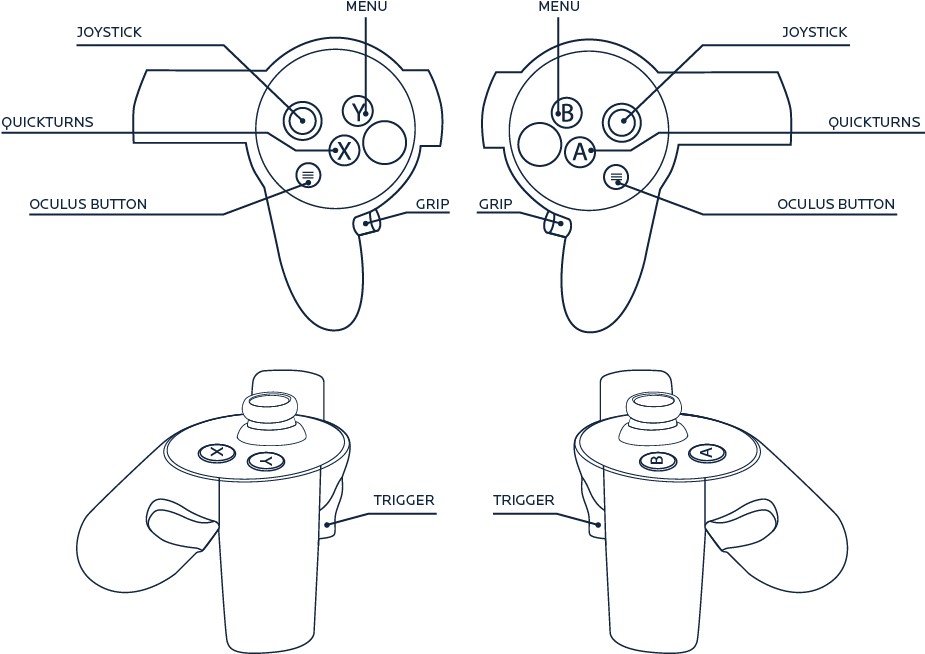 MENU
MENU
JOYSTICK
JOYSTICK
Y
B
QUICKTURNS
QUICKTURNS
X
A
OCULUS BUTTON
GRIP
GRIP
OCULUS BUTTON
X
Y
B
A
TRIGGER
TRIGGER